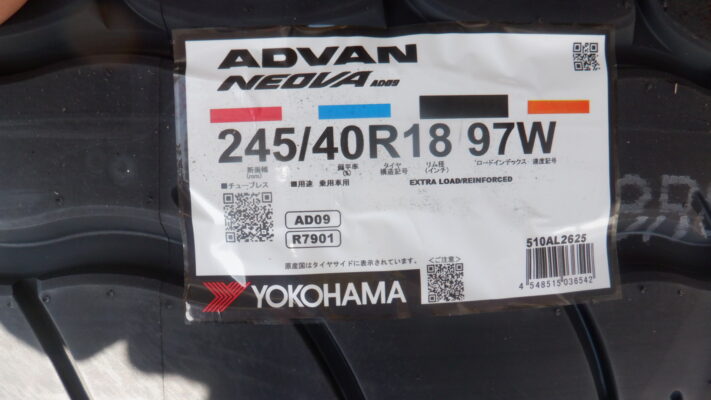 ADVAN
NEOVA AD09
245/40R18 97W
断面幅
(mm)
偏平率
(%)
タイヤ
構造記号
リム径
(インチ)
ロードインデックス・速度記号
■チューブレス
■用途 乗用車用
EXTRA LOAD/REINFORCED
AD09
R7901
510AL2625
原産国はタイヤサイドに表示しています。
<ご注意>
YOKOHAMA
4 548515 036542